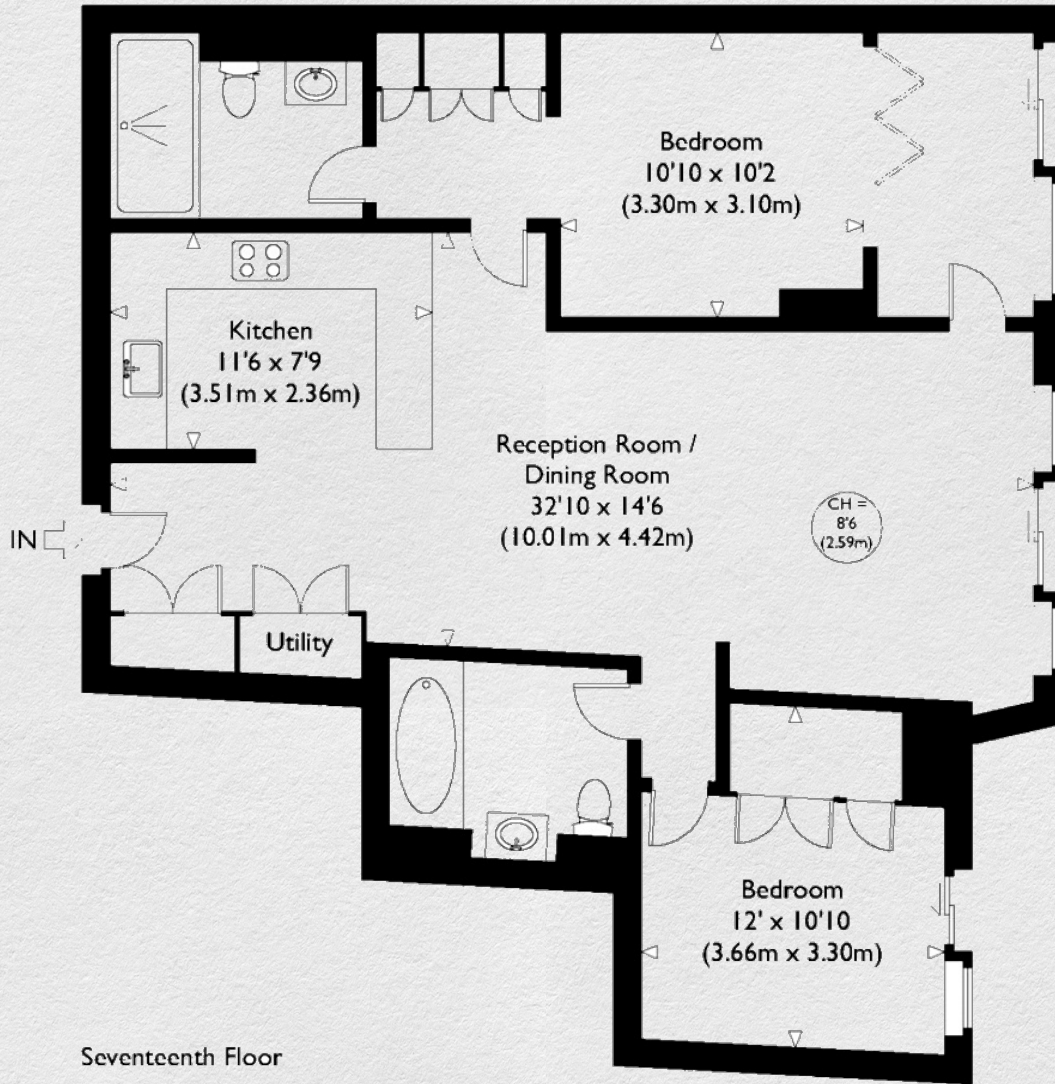 Bedroom
10'10 x 10'2
(3.30m x 3.10m)
Kitchen
11'6 x 7'9
(3.51m x 2.36m)
Reception Room /
Dining Room
32'10 x 14'6
(10.01m x 4.42m)
CH =
8'6
(2.59m)
IN
Utility
Bedroom
12' x 10'10
(3.66m x 3.30m)
Seventeenth Floor